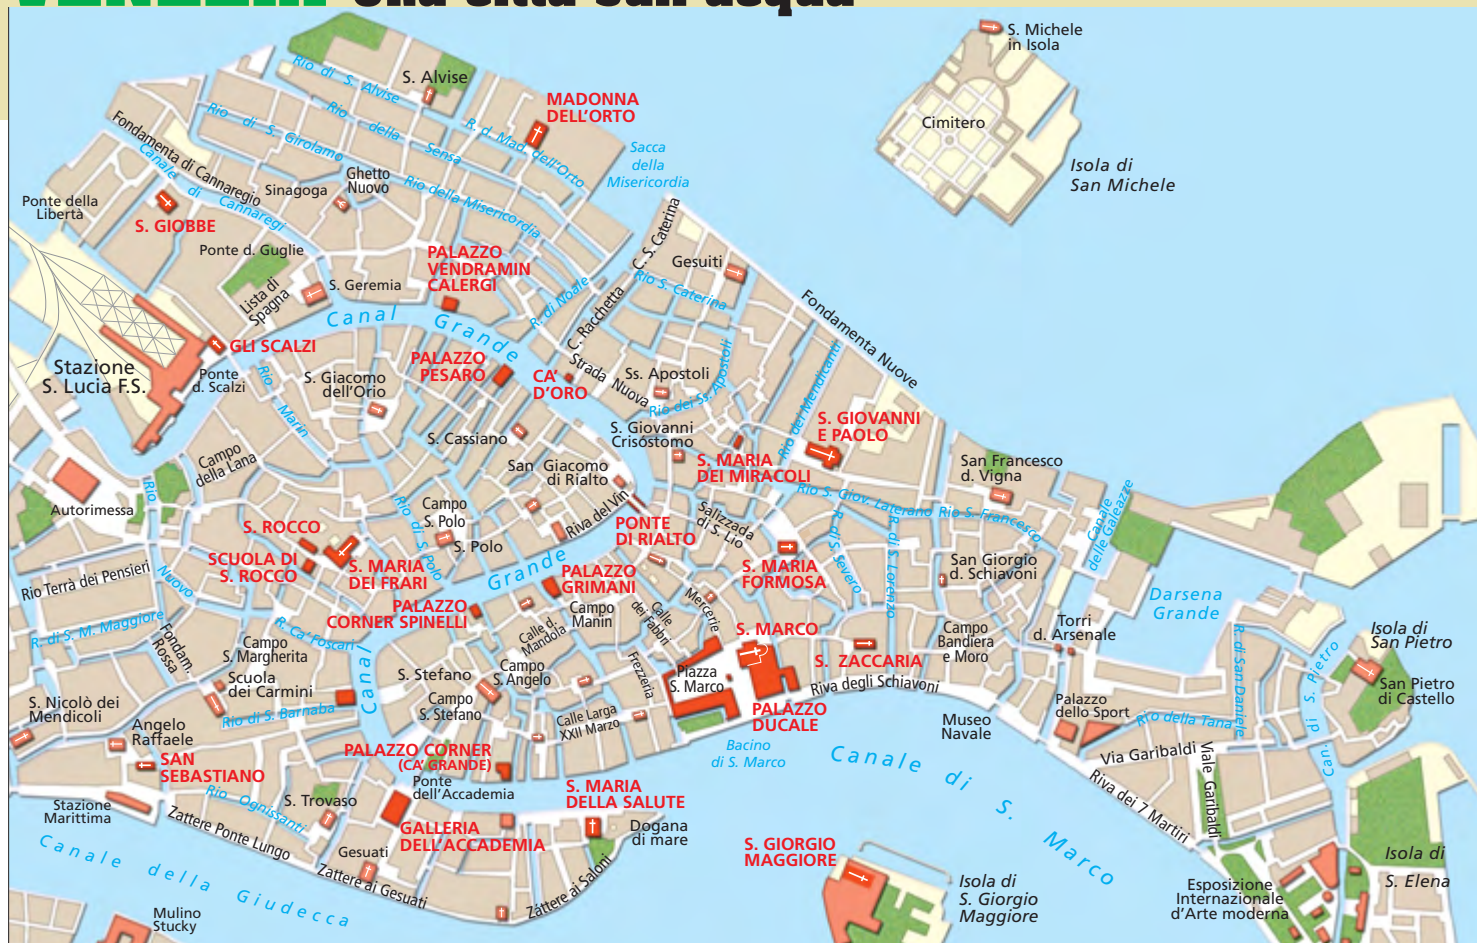 VENEZIA Una città sull'acqua
S. Michele
in Isola
Cimitero
Isola di
San Michele
S. Alvise
Rio di S. Alvise
MADONNA
DELL'ORTO
R. d. Mad. dell'Orto
Rio della Sensa
Rio di S. Girolamo
Sacca
della
Misericordia
Fondamenta di Cannaregio
Canale di Cannaregi
Sinagoga
Ghetto
Nuovo
Rio della Misericordia
Ponte della
Libertà
S. GIOBBE
Ponte d. Guglie
PALAZZO
VENDRAMIN
CALERGI
C. S. Caterina
Gesuiti
Rio S. Caterina
Lista di
Spagna
S. Geremia
R. di Noale
C. Racchetta
Fondamenta Nuove
Canal Grande
GLI SCALZI
Stazione
S. Lucia F.S.
Ponte
d. Scalzi
Rio Marin
S. Giacomo
dell'Orio
PALAZZO
PESARO
CA'
D'ORO
Strada Nuova
Ss. Apostoli
Rio dei Ss. Apostoli
Rio dei Mendicanti
S. GIOVANNI
E PAOLO
S. Cassiano
S. Giovanni
Crisóstomo
S. MARIA
DEI MIRACOLI
Campo
della Lana
San Giacomo
di Rialto
San Francesco
d. Vigna
Rio S. Giov. Laterano
Rio S. Francesco
Canale
delle Galeazze
Autorimessa
Rio
Nuovo
Campo
S. Polo
S. Polo
Rio di S. Polo
Riva del Vin
PONTE
DI RIALTO
Salizzada
di S. Lio
S. ROCCO
SCUOLA DI
S. ROCCO
S. MARIA
DEI FRARI
Grande
PALAZZO
GRIMANI
S. MARIA
FORMOSA
R. di S. Severo
R. di S. Lorenzo
San Giorgio
d. Schiavoni
Darsena
Grande
Rio Terrà dei Pensieri
R. di S. M. Maggiore
PALAZZO
CORNER SPINELLI
Campo
Manin
Calle
dei Fabbri
Mercerie
S. MARCO
Calle d.
Mandola
Campo
Bandiera
e Moro
Torri
d. Arsenale
R. di San Daniele
Isola di
San Pietro
Fondam.
Rossa
Campo
S. Margherita
R. Ca' Foscari
Canal
S. Stefano
Campo
S. Angelo
Frezzeria
Piazza
S. Marco
S. ZACCARIA
Riva degli Schiavoni
Can. di S. Pietro
San Pietro
di Castello
S. Nicolò dei
Mendicoli
Scuola
dei Carmini
Rio di S. Barnaba
Campo
S. Stefano
Calle Larga
XXII Marzo
PALAZZO
DUCALE
Museo
Navale
Palazzo
dello Sport
Rio della Tana
Angelo
Raffaele
SAN
SEBASTIANO
PALAZZO CORNER
(CA' GRANDE)
Ponte
dell'Accademia
Bacino
di S. Marco
Canale di S. Marco
Via Garibaldi
Viale Garibaldi
Riva dei 7 Martiri
Stazione
Marittima
Rio Ognissanti
S. Trovaso
S. MARIA
DELLA SALUTE
Dogana
di mare
Zattere Ponte Lungo
Gesuati
GALLERIA
DELL'ACCADEMIA
S. GIORGIO
MAGGIORE
Isola di
S. Elena
Canale della Giudecca
Zattere ai Gesuati
Zattere ai Saloni
Isola di
S. Giorgio
Maggiore
Esposizione
Internazionale
d'Arte moderna
Mulino
Stucky